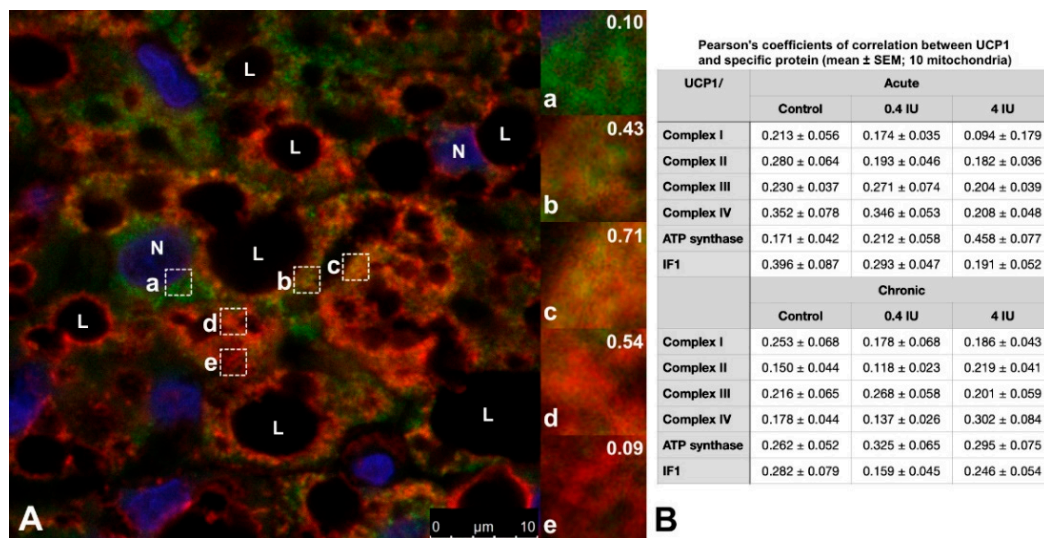 L
L
L
N
N
L
a
b
c
d
e
L
L
A
0 µm 10
0.10
a
0.43
b
0.71
c
0.54
d
0.09
e
Pearson's coefficients of correlation between UCP1
and specific protein (mean ± SEM; 10 mitochondria)
UCP1/ Acute
Control 0.4 IU 4 IU
Complex I 0.213 ± 0.056 0.174 ± 0.035 0.094 ± 0.179
Complex II 0.280 ± 0.064 0.193 ± 0.046 0.182 ± 0.036
Complex III 0.230 ± 0.037 0.271 ± 0.074 0.204 ± 0.039
Complex IV 0.352 ± 0.078 0.346 ± 0.053 0.208 ± 0.048
ATP synthase 0.171 ± 0.042 0.212 ± 0.058 0.458 ± 0.077
IF1 0.396 ± 0.087 0.293 ± 0.047 0.191 ± 0.052
Chronic
Control 0.4 IU 4 IU
Complex I 0.253 ± 0.068 0.178 ± 0.068 0.186 ± 0.043
Complex II 0.150 ± 0.044 0.118 ± 0.023 0.219 ± 0.041
Complex III 0.216 ± 0.065 0.268 ± 0.058 0.201 ± 0.059
Complex IV 0.178 ± 0.044 0.137 ± 0.026 0.302 ± 0.084
ATP synthase 0.262 ± 0.052 0.325 ± 0.065 0.295 ± 0.075
IF1 0.282 ± 0.079 0.159 ± 0.045 0.246 ± 0.054
B